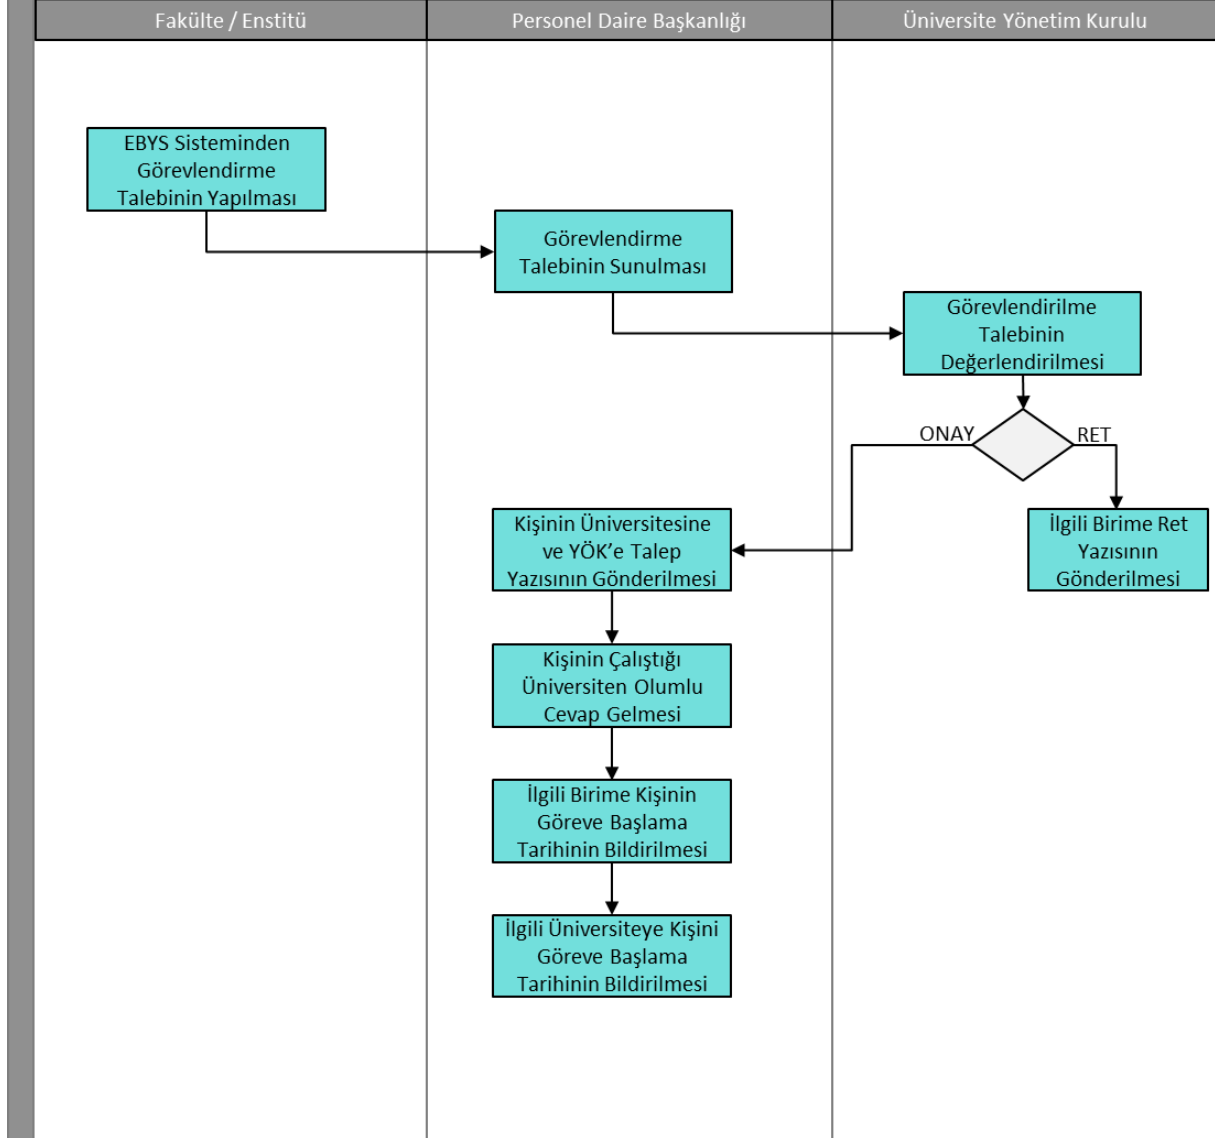 Fakülte / Enstitü
Personel Daire Başkanlığı
Üniversite Yönetim Kurulu
EBYS Sisteminden
Görevlendirme
Talebinin Yapılması
Görevlendirme
Talebinin Sunulması
Görevlendirilme
Talebinin
Değerlendirilmesi
ONAY
RET
Kişinin Üniversitesine
ve YÖK’e Talep
Yazısının Gönderilmesi
İlgili Birime Ret
Yazısının
Gönderilmesi
Kişinin Çalıştığı
Üniversiten Olumlu
Cevap Gelmesi
İlgili Birime Kişinin
Göreve Başlama
Tarihinin Bildirilmesi
İlgili Üniversiteye Kişini
Göreve Başlama
Tarihinin Bildirilmesi